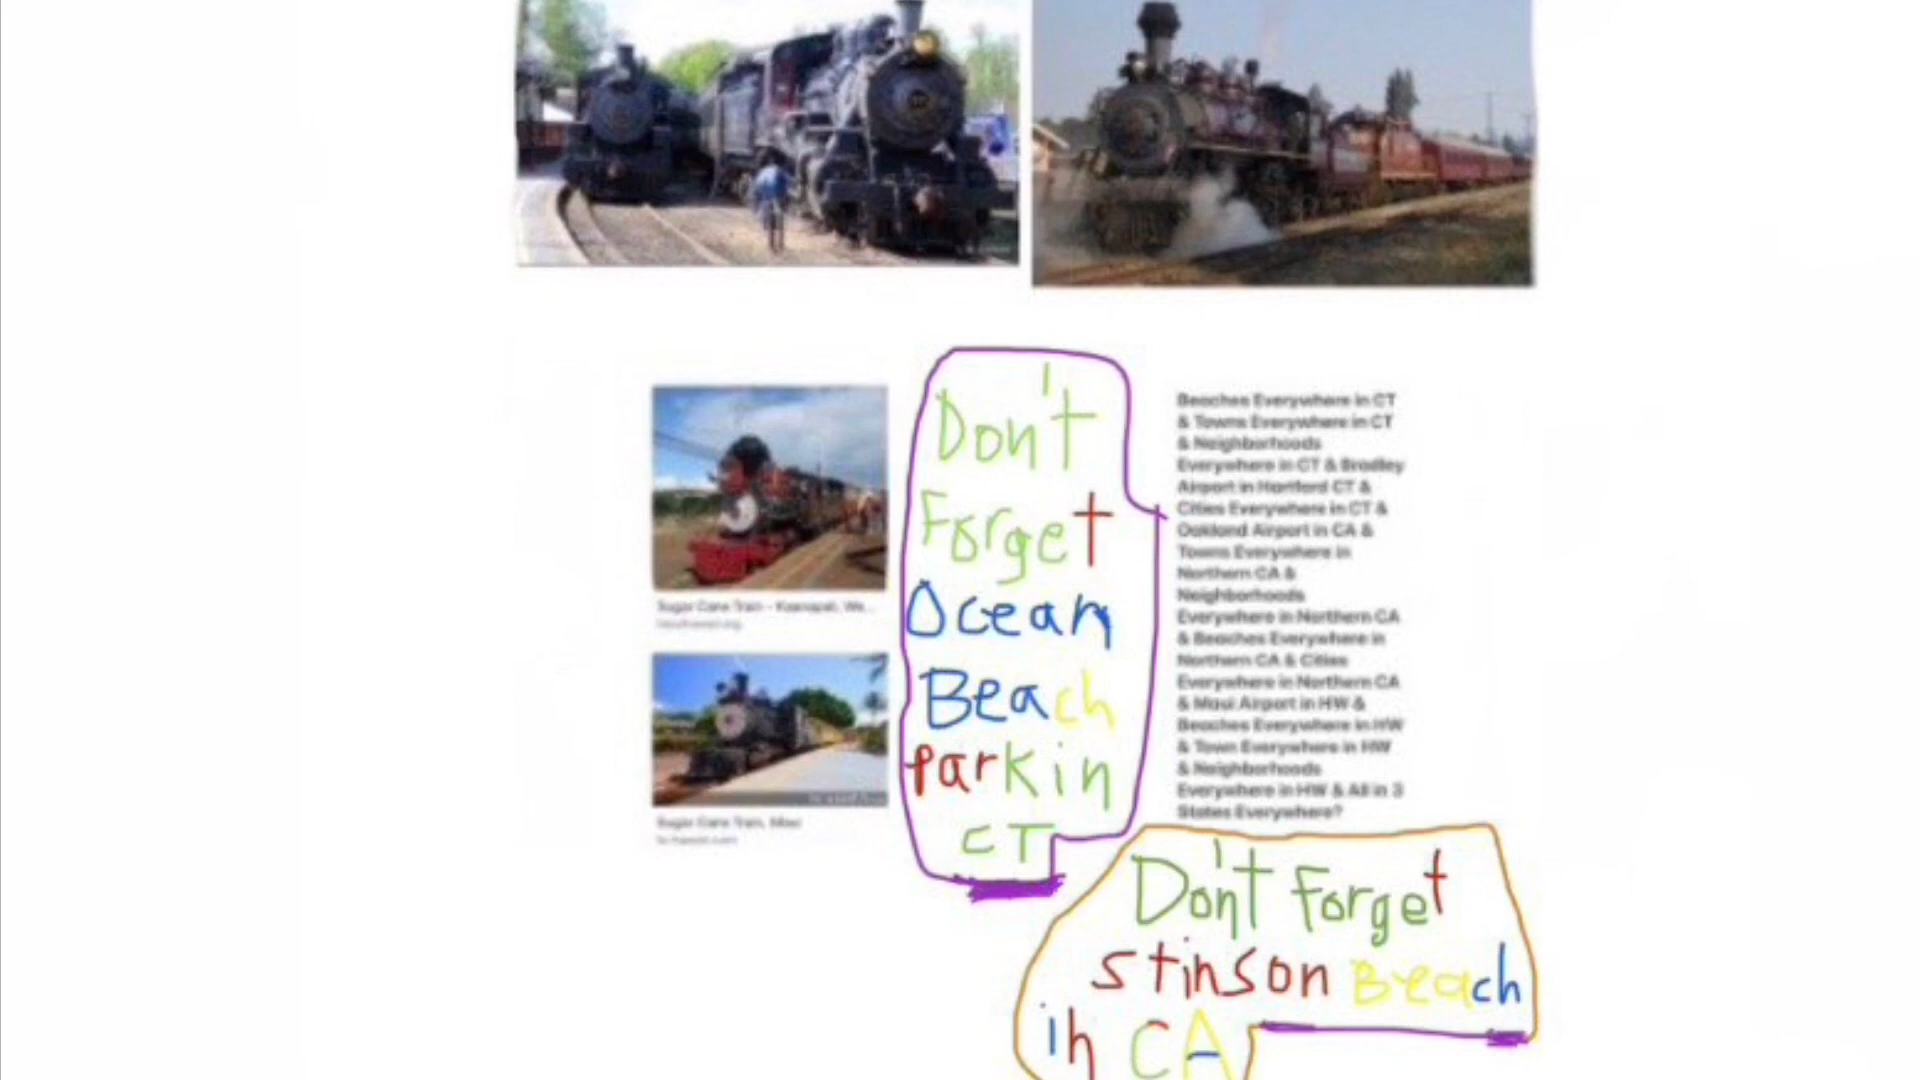 Sugar Cane Train - Kaanapali, We...
Sugar Cane Train, Maui
Don't
Forget
Ocean
Beach
park in
CT
Beaches Everywhere in CT
& Towns Everywhere in CT
& Neighborhoods
Everywhere in CT & Bradley
Airport in Hartford CT &
Cities Everywhere in CT &
Oakland Airport in CA &
Towns Everywhere in
Northern CA &
Neighborhoods
Everywhere in Northern CA
& Beaches Everywhere in
Northern CA & Cities
Everywhere in Northern CA
& Maui Airport in HW &
Beaches Everywhere in HW
& Town Everywhere in HW
& Neighborhoods
Everywhere in HW & All in 3
States Everywhere?
Don't Forget
stinson Beach
in CA